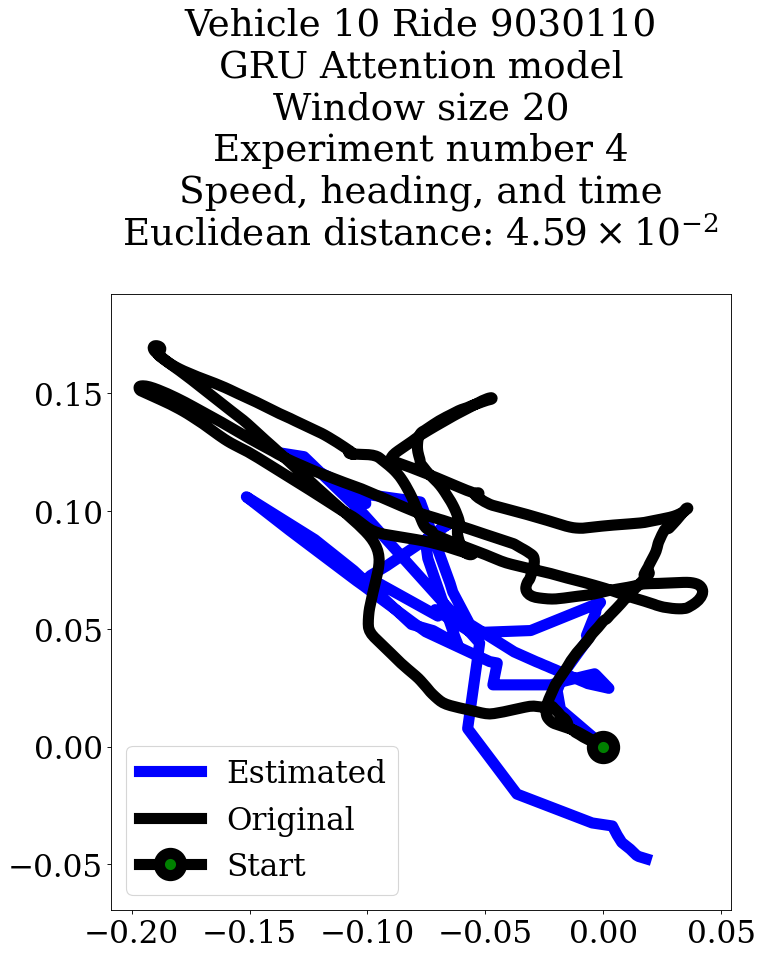 Vehicle 10 Ride 9030110
GRU Attention model
Window size 20
Experiment number 4
Speed, heading, and time
Euclidean distance: 4.59 × 10⁻²
0.15
0.10
0.05
0.00
−0.05
Estimated
Original
Start
−0.20 −0.15 −0.10 −0.05 0.00 0.05